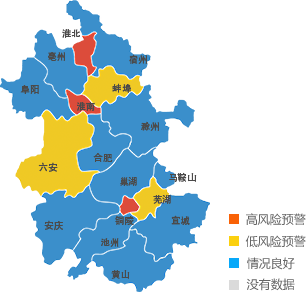 淮北
亳州
宿州
阜阳
蚌埠
淮南
滁州
六安
合肥
巢湖
马鞍山
芜湖
铜陵
安庆
宣城
池州
黄山
高风险预警
低风险预警
情况良好
没有数据